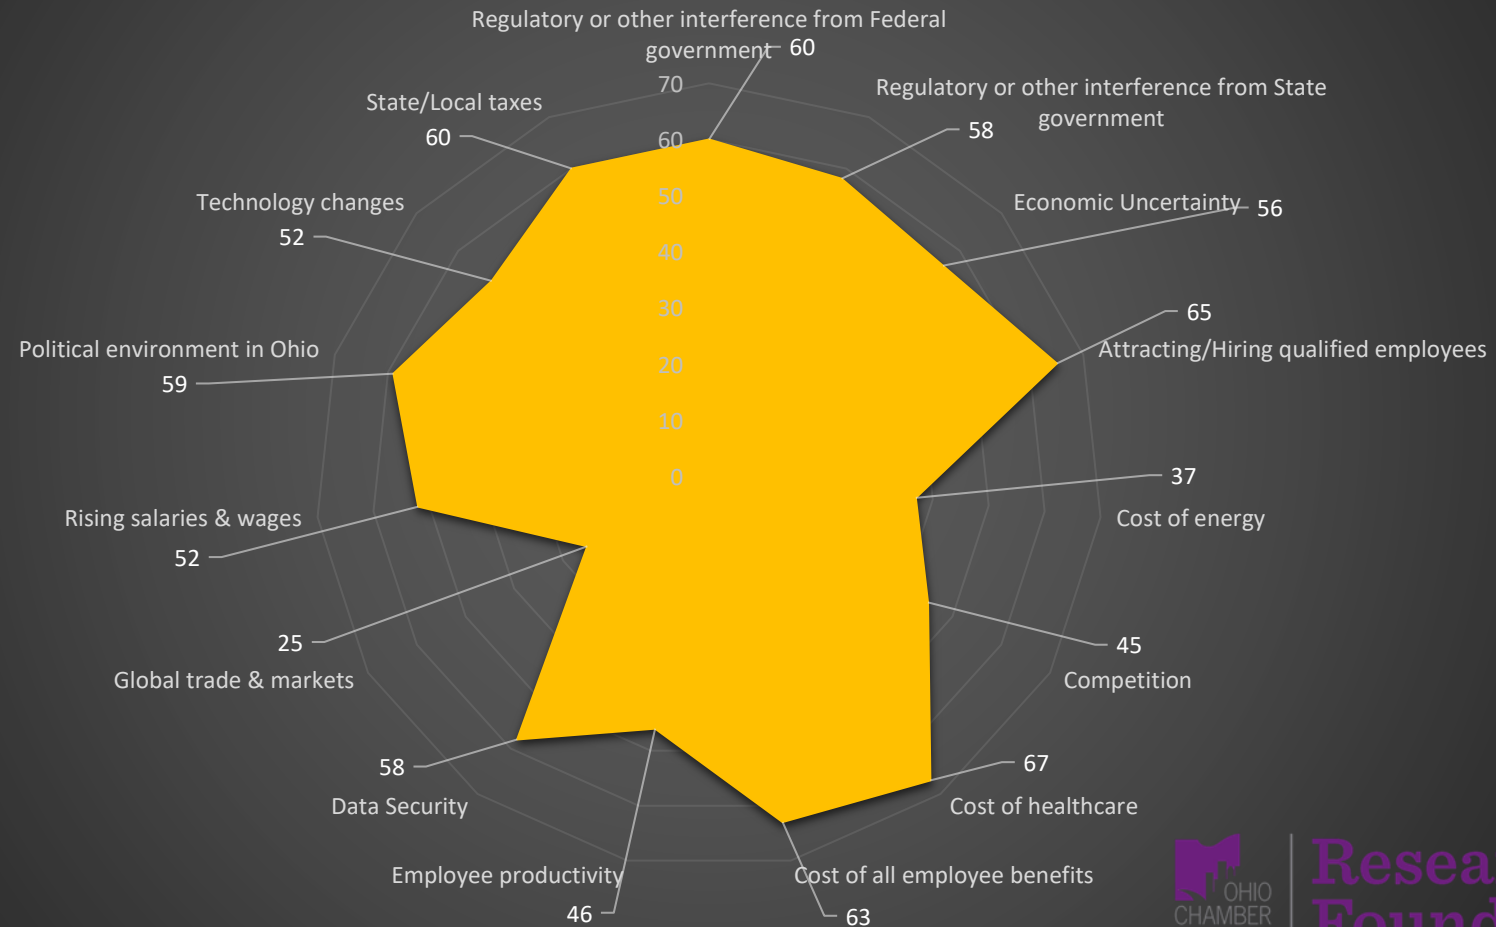 Regulatory or other interference from Federal
government
60
70
60
50
40
30
20
10
0
Regulatory or other interference from State
government
58
Economic Uncertainty
56
65
Attracting/Hiring qualified employees
37
Cost of energy
45
Competition
67
Cost of healthcare
Cost of all employee benefits
63
Employee productivity
46
58
Data Security
25
Global trade & markets
Rising salaries & wages
52
Political environment in Ohio
59
Technology changes
52
State/Local taxes
60
OHIO
CHAMBER
Resea
Found